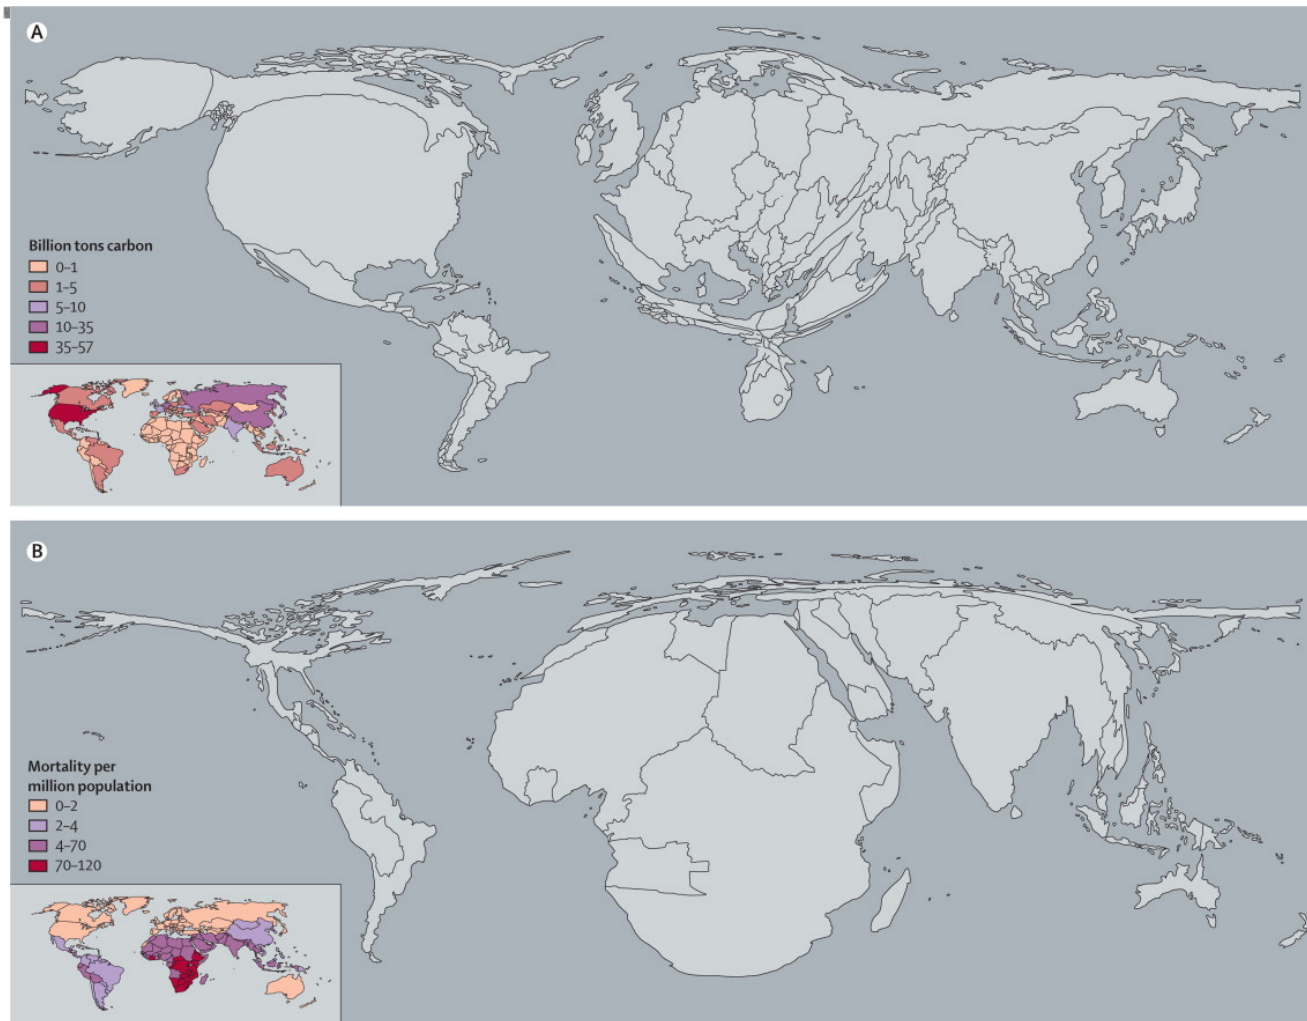 A
Billion tons carbon
0–1
1–5
5–10
10–35
35–57
B
Mortality per
million population
0–2
2–4
4–70
70–120